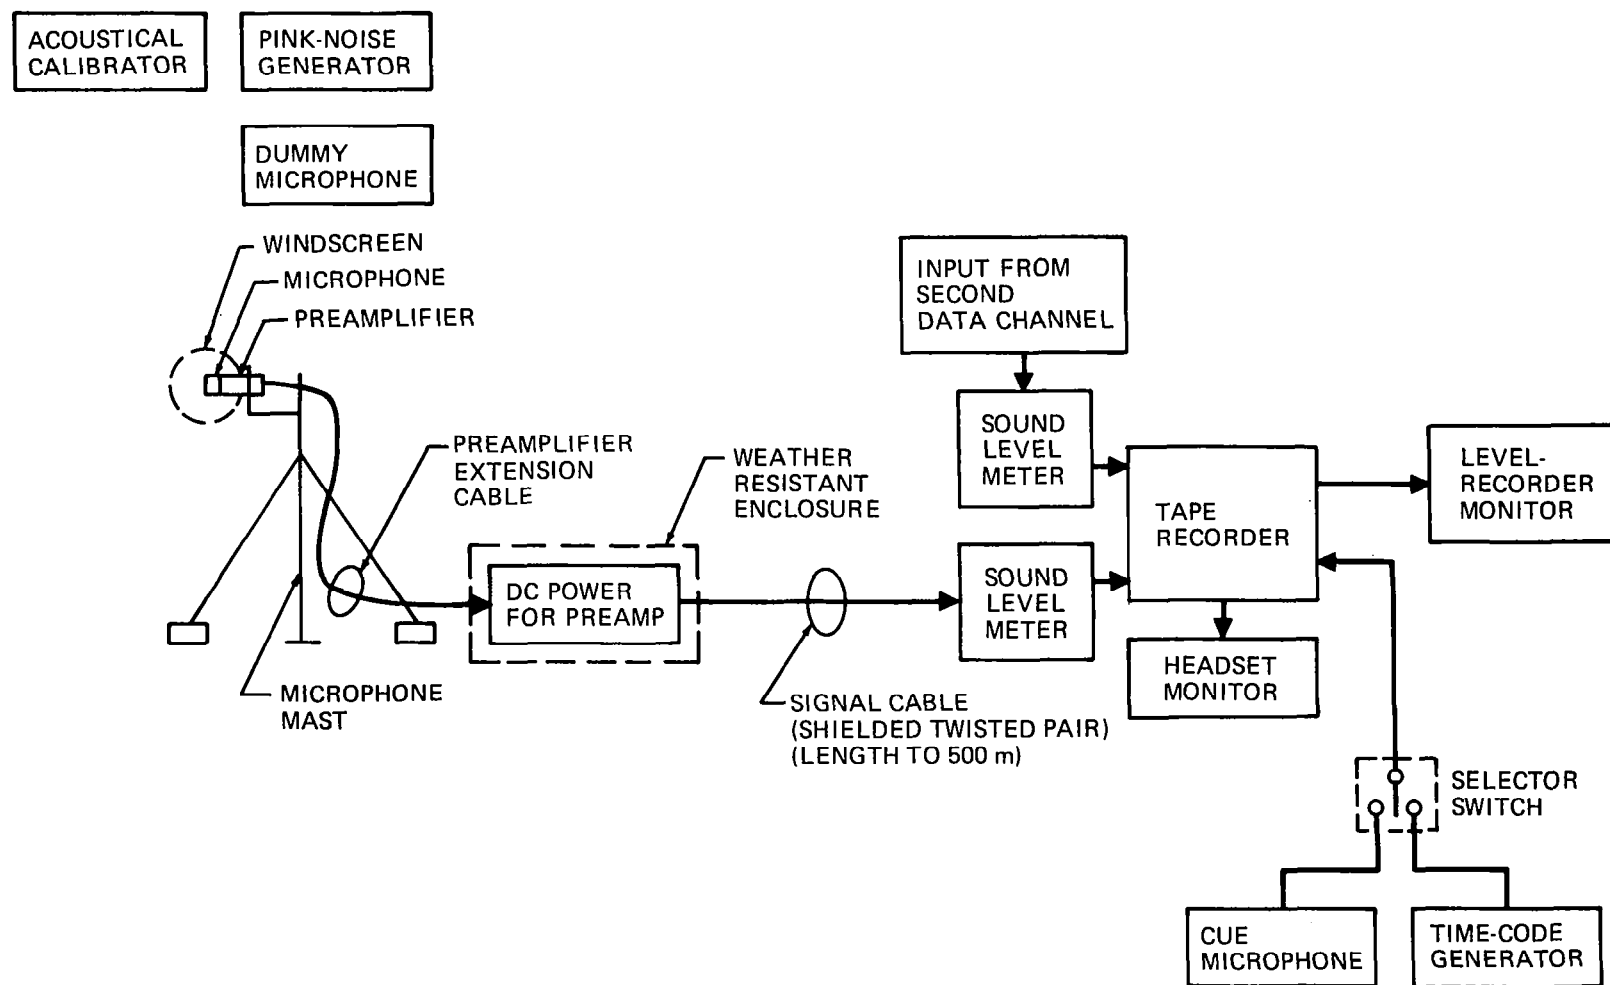 ACOUSTICAL
CALIBRATOR
PINK-NOISE
GENERATOR
DUMMY
MICROPHONE
WINDSCREEN
MICROPHONE
PREAMPLIFIER
INPUT FROM
SECOND
DATA CHANNEL
PREAMPLIFIER
EXTENSION
CABLE
WEATHER
RESISTANT
ENCLOSURE
SOUND
LEVEL
METER
TAPE
RECORDER
LEVEL-
RECORDER
MONITOR
DC POWER
FOR PREAMP
SOUND
LEVEL
METER
HEADSET
MONITOR
MICROPHONE
MAST
SIGNAL CABLE
(SHIELDED TWISTED PAIR)
(LENGTH TO 500 m)
SELECTOR
SWITCH
CUE
MICROPHONE
TIME-CODE
GENERATOR